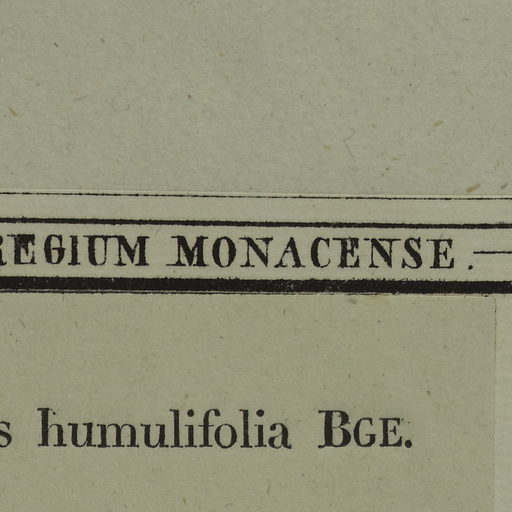 REGIUM MONACENSE.
s humulifolia BGE.